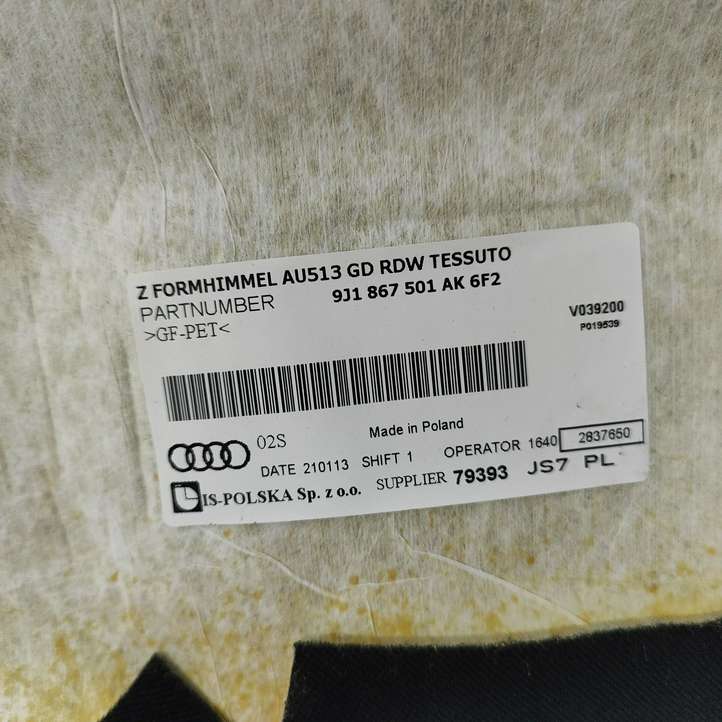 Z FORMHIMMEL AU513 GD RDW TESSUTO
PARTNUMBER 9J1 867 501 AK 6F2
>GF-PET<
V039200
P019539
02S
Made in Poland
DATE 210113 SHIFT 1 OPERATOR 1640 2837650
IS-POLSKA Sp. z o.o. SUPPLIER 79393 JS7 PL